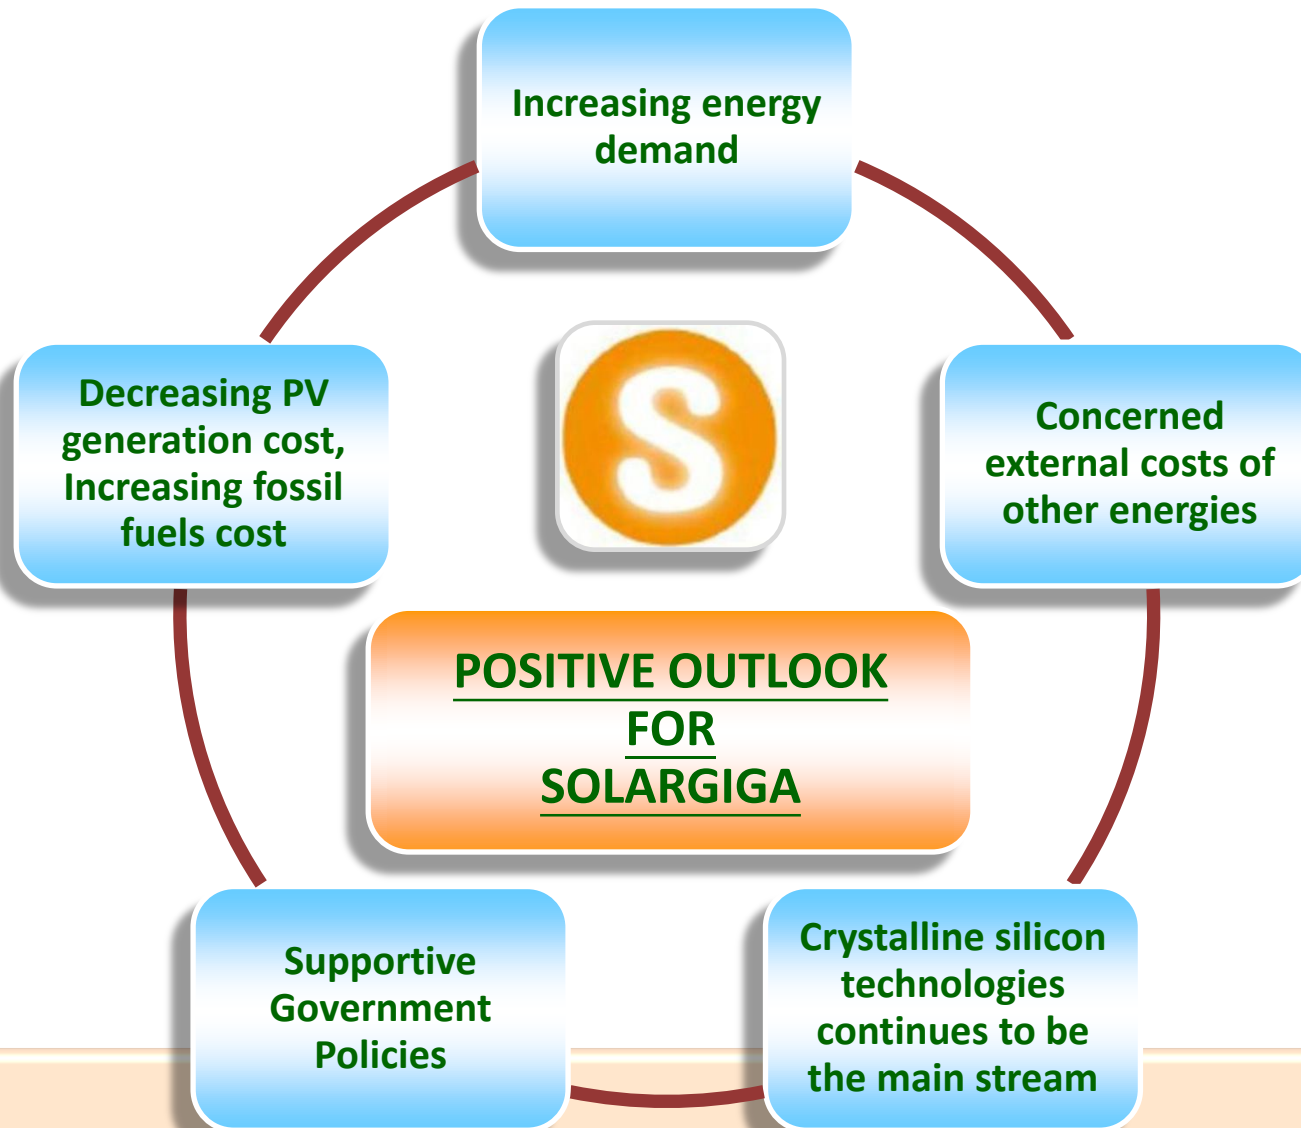 Increasing energy
demand
Decreasing PV
generation cost,
Increasing fossil
fuels cost
S
Concerned
external costs of
other energies
POSITIVE OUTLOOK
FOR
SOLARGIGA
Supportive
Government
Policies
Crystalline silicon
technologies
continues to be
the main stream